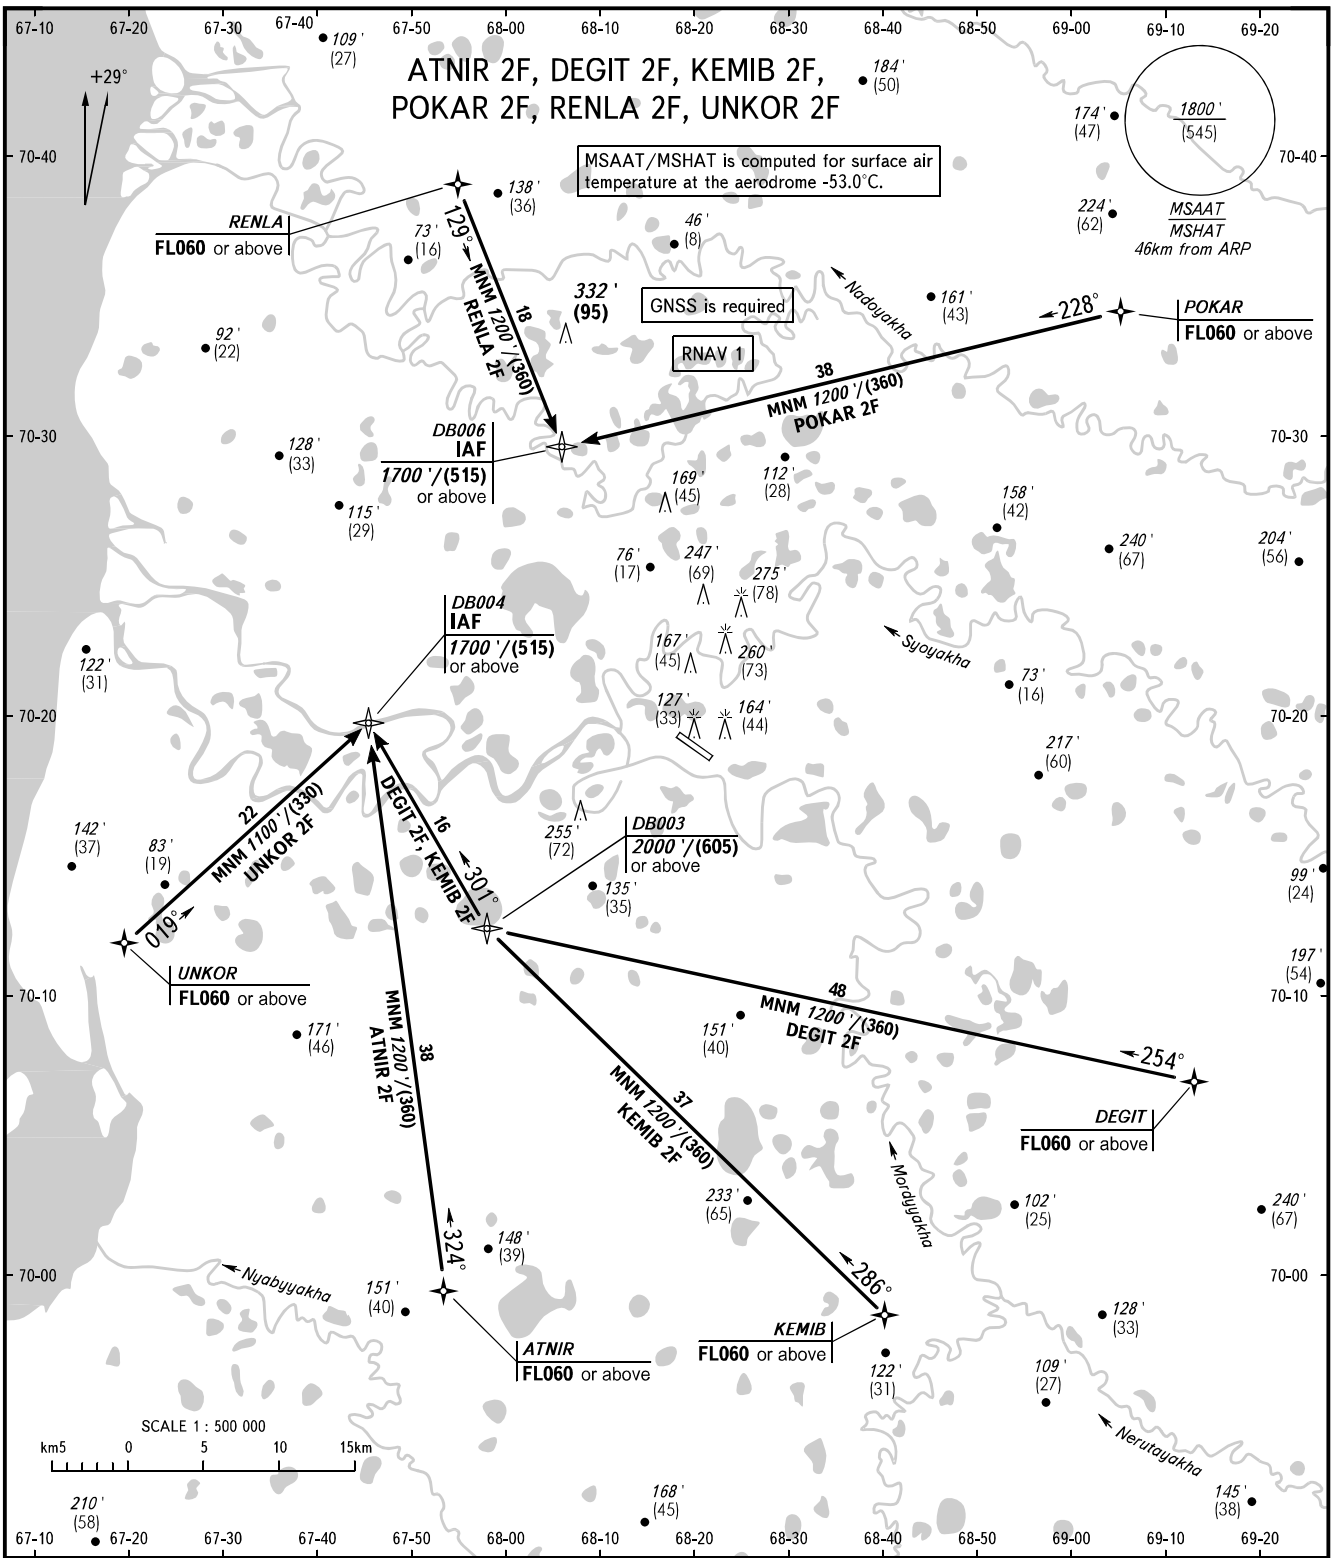 67-10 67-20 67-30 67-40 67-50 68-00 68-10 68-20 68-30 68-40 68-50 69-00 69-10 69-20
109'
(27)
+29°
ATNIR 2F, DEGIT 2F, KEMIB 2F,
POKAR 2F, RENLA 2F, UNKOR 2F
184'
(50)
174'
(47)
1800'
(545)
70-40
70-40
MSAAT/MSHAT is computed for surface air
temperature at the aerodrome -53.0°C.
138'
(36)
RENLA
FL060 or above
73'
(16)
46'
(8)
224'
(62)
MSAAT
MSHAT
46km from ARP
129°
18
MNM 1200'/(360)
RENLA 2F
332'
(95)
GNSS is required
RNAV 1
Nadoyakha
161'
(43)
228°
POKAR
FL060 or above
92'
(22)
38
MNM 1200'/(360)
POKAR 2F
70-30
70-30
DB006
IAF
1700'/(515)
or above
128'
(33)
115'
(29)
169'
(45)
112'
(28)
158'
(42)
240'
(67)
204'
(56)
76'
(17)
247'
(69)
275'
(78)
DB004
IAF
1700'/(515)
or above
167'
(45)
260'
(73)
Syoyakha
122'
(31)
73'
(16)
127'
(33)
164'
(44)
70-20
70-20
217'
(60)
22
MNM 1100'/(330)
UNKOR 2F
019°
16
DEGIT 2F, KEMIB 2F
301°
255'
(72)
DB003
2000'/(605)
or above
142'
(37)
83'
(19)
135'
(35)
99'
(24)
UNKOR
FL060 or above
197'
(54)
70-10
70-10
171'
(46)
38
MNM 1200'/(360)
ATNIR 2F
324°
151'
(40)
48
MNM 1200'/(360)
DEGIT 2F
254°
37
MNM 1200'/(360)
KEMIB 2F
286°
DEGIT
FL060 or above
Mordyyakha
233'
(65)
102'
(25)
240'
(67)
148'
(39)
70-00
70-00
Nyabyyakha
151'
(40)
128'
(33)
KEMIB
FL060 or above
ATNIR
FL060 or above
122'
(31)
109'
(27)
Nerutayakha
SCALE 1 : 500 000
km5 0 5 10 15km
210'
(58)
168'
(45)
145'
(38)
67-10 67-20 67-30 67-40 67-50 68-00 68-10 68-20 68-30 68-40 68-50 69-00 69-10 69-20